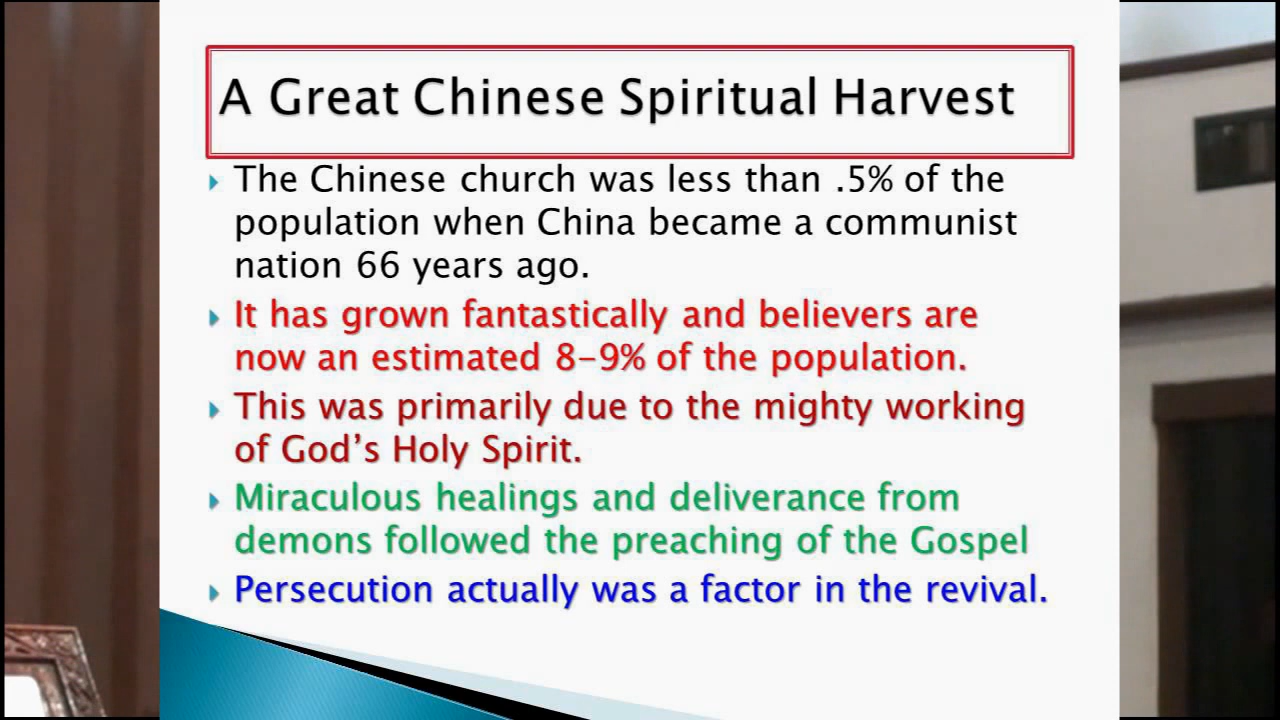 A Great Chinese Spiritual Harvest
The Chinese church was less than .5% of the
population when China became a communist
nation 66 years ago.
It has grown fantastically and believers are
now an estimated 8-9% of the population.
This was primarily due to the mighty working
of God's Holy Spirit.
Miraculous healings and deliverance from
demons followed the preaching of the Gospel
Persecution actually was a factor in the revival.